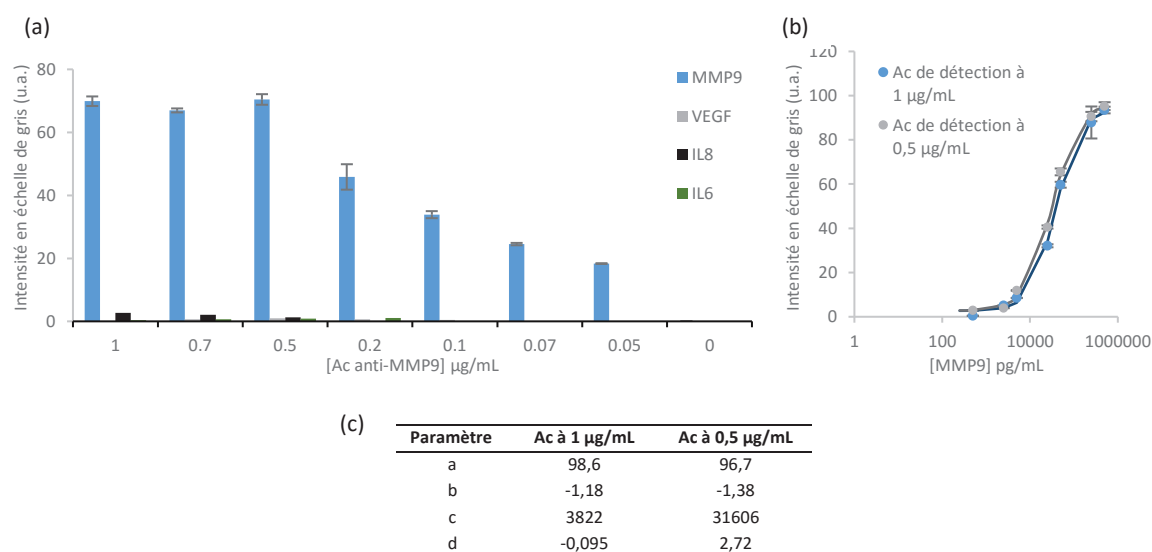 (a)
Intensité en échelle de gris (u.a.)
80
60
40
20
0
1 0.7 0.5 0.2 0.1 0.07 0.05 0
[Ac anti-MMP9] µg/mL
MMP9
VEGF
IL8
IL6
(b)
Intensité en échelle de gris (u.a.)
120
100
80
60
40
20
0
1 100 10000 1000000
[MMP9] pg/mL
Ac de détection à
1 µg/mL
Ac de détection à
0,5 µg/mL
(c)
Paramètre Ac à 1 µg/mL Ac à 0,5 µg/mL
a 98,6 96,7
b -1,18 -1,38
c 3822 31606
d -0,095 2,72